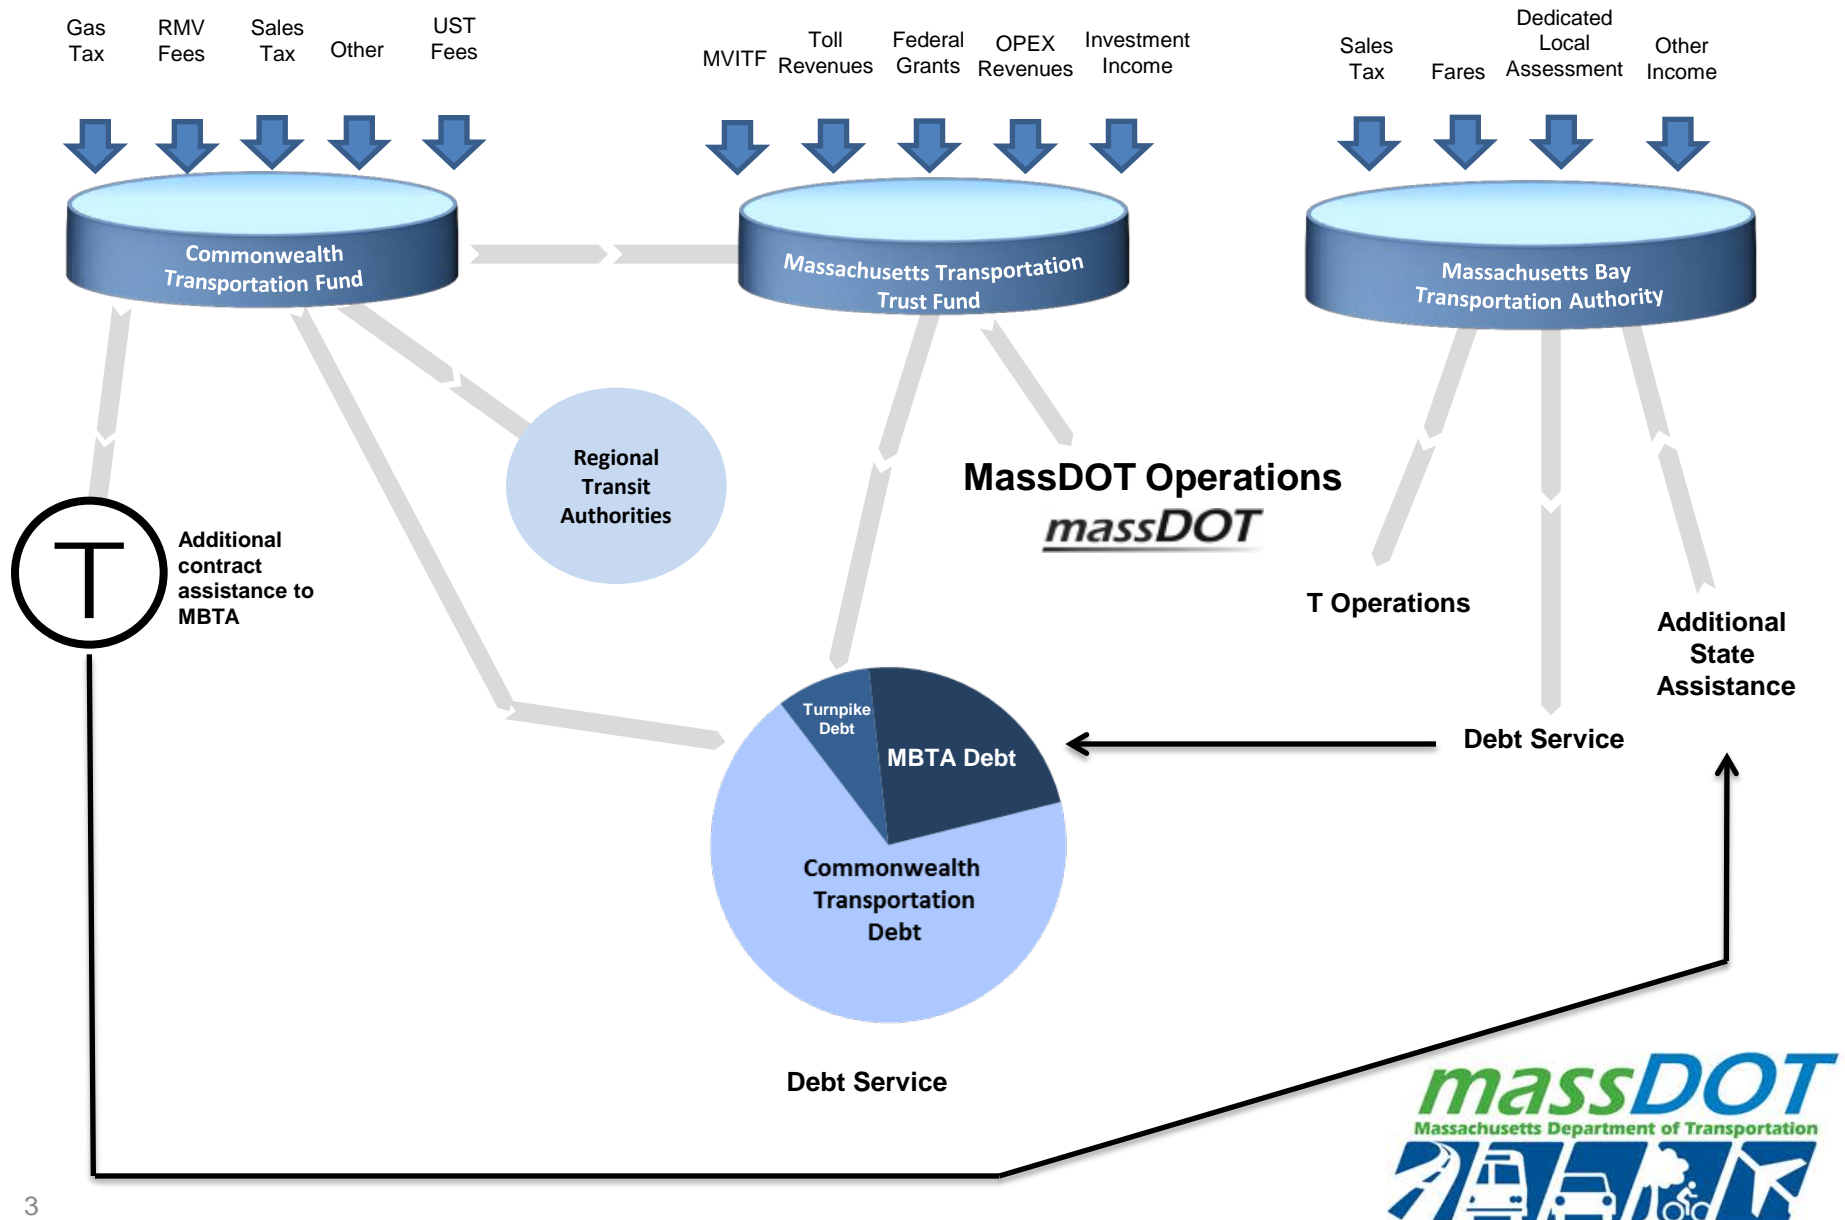 Gas
Tax
RMV
Fees
Sales
Tax
Other
UST
Fees
MVITF
Toll
Revenues
Federal
Grants
OPEX
Revenues
Investment
Income
Sales
Tax
Fares
Dedicated
Local
Assessment
Other
Income
Commonwealth
Transportation Fund
Massachusetts Transportation
Trust Fund
Massachusetts Bay
Transportation Authority
Regional
Transit
Authorities
MassDOT Operations
massDOT
T
Additional
contract
assistance to
MBTA
T Operations
Additional
State
Assistance
Debt Service
Turnpike
Debt
MBTA Debt
Commonwealth
Transportation
Debt
Debt Service
massDOT
Massachusetts Department of Transportation
3